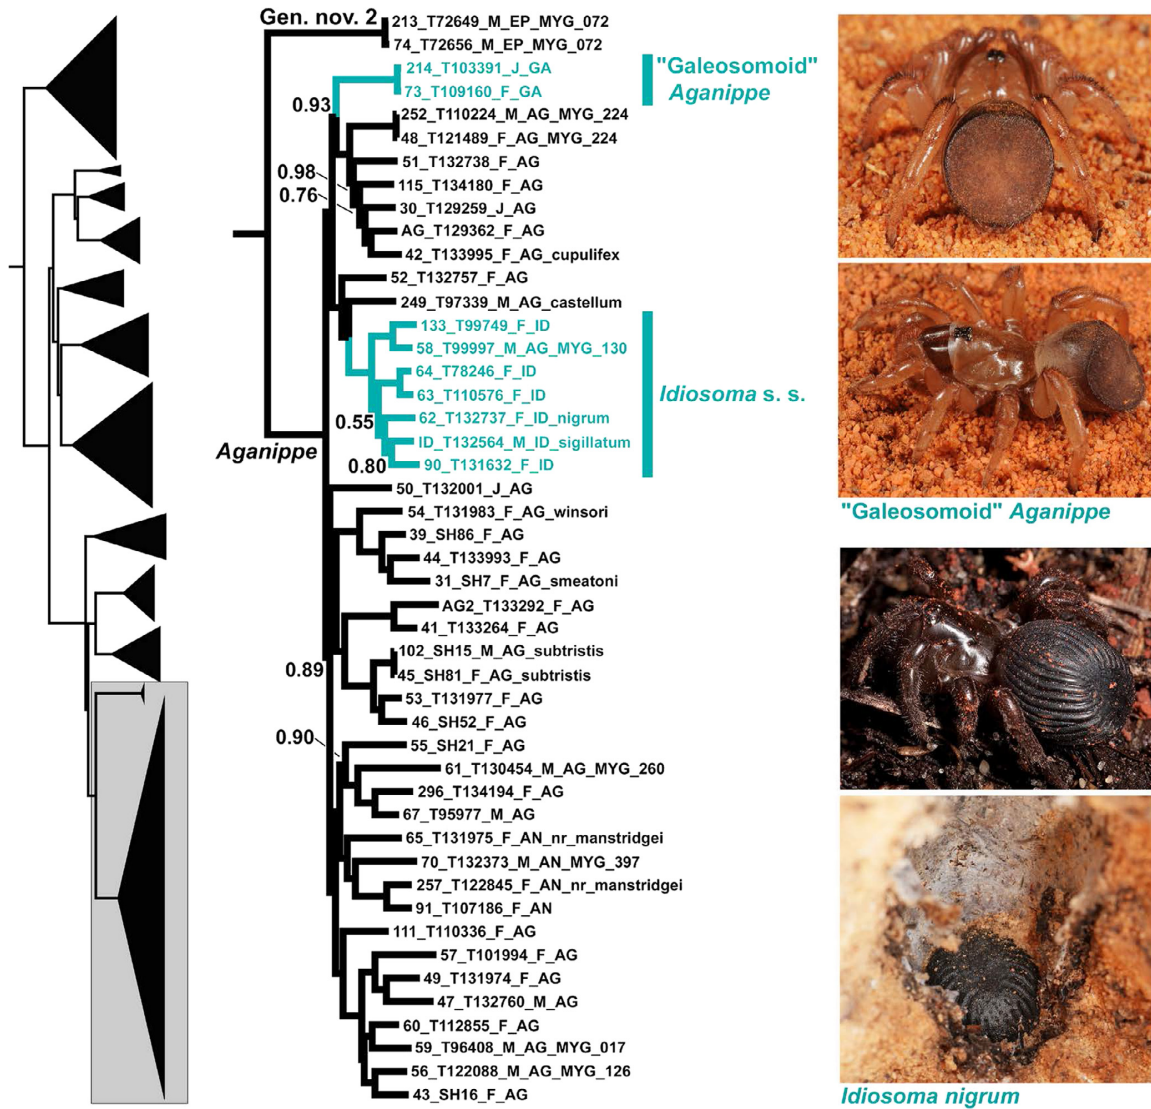 Gen. nov. 2
213_T72649_M_EP_MYG_072
74_T72656_M_EP_MYG_072
214_T103391_J_GA
73_T109160_F_GA
"Galeosomoid"
Aganippe
0.93
252_T110224_M_AG_MYG_224
48_T121489_F_AG_MYG_224
51_T132738_F_AG
0.98
115_T134180_F_AG
0.76
30_T129259_J_AG
AG_T129362_F_AG
42_T133995_F_AG_cupulifex
52_T132757_F_AG
249_T97339_M_AG_castellum
133_T99749_F_ID
58_T99997_M_AG_MYG_130
64_T78246_F_ID
63_T110576_F_ID
Idiosoma s. s.
0.55
62_T132737_F_ID_nigrum
ID_T132564_M_ID_sigillatum
Aganippe
0.80
90_T131632_F_ID
50_T132001_J_AG
54_T131983_F_AG_winsori
39_SH86_F_AG
44_T133993_F_AG
31_SH7_F_AG_smeatoni
AG2_T133292_F_AG
41_T133264_F_AG
102_SH15_M_AG_subtristis
0.89
45_SH81_F_AG_subtristis
53_T131977_F_AG
46_SH52_F_AG
0.90
55_SH21_F_AG
61_T130454_M_AG_MYG_260
296_T134194_F_AG
67_T95977_M_AG
65_T131975_F_AN_nr_manstridgei
70_T132373_M_AN_MYG_397
257_T122845_F_AN_nr_manstridgei
91_T107186_F_AN
111_T110336_F_AG
57_T101994_F_AG
49_T131974_F_AG
47_T132760_M_AG
60_T112855_F_AG
59_T96408_M_AG_MYG_017
56_T122088_M_AG_MYG_126
43_SH16_F_AG
"Galeosomoid" Aganippe
Idiosoma nigrum